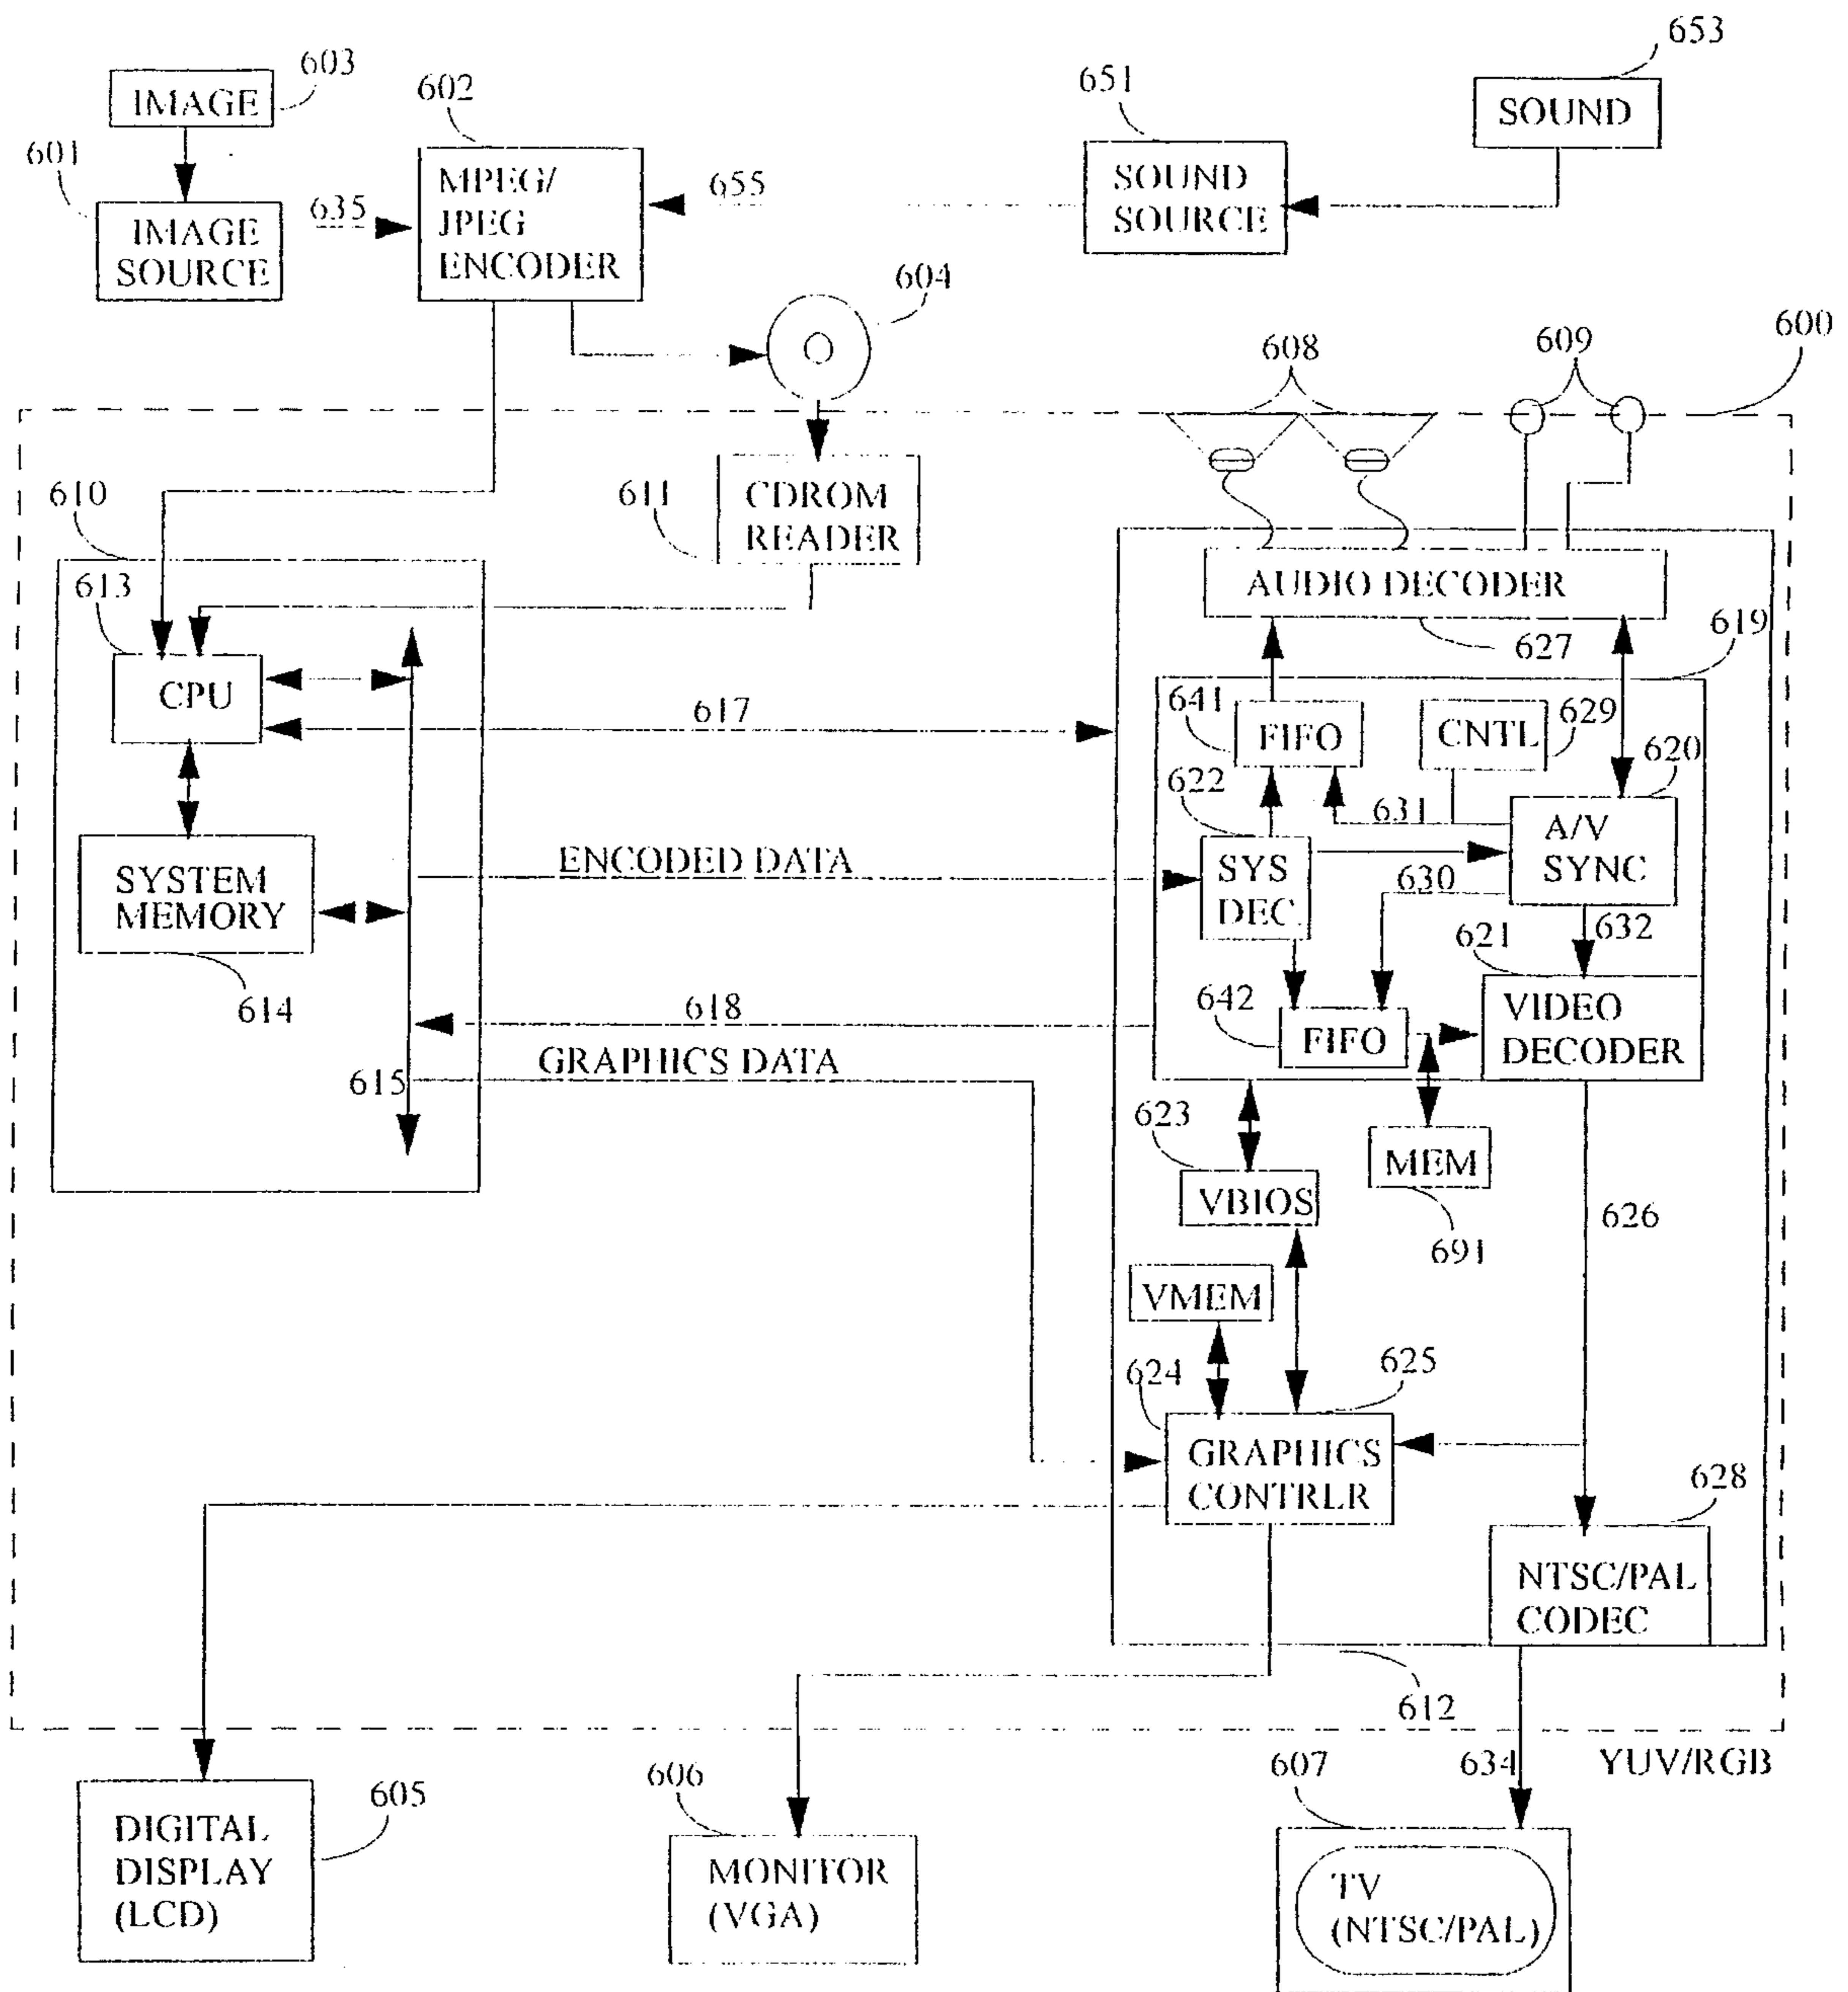 653
603
IMAGE
602
651
SOUND
601
MPEG/
JPEG
ENCODER
655
SOUND
SOURCE
635
IMAGE
SOURCE
604
608
609
600
610
611
CDROM
READER
613
AUDIO DECODER
619
627
CPU
617
641
FIFO
CNTL
629
620
622
631
A/V
SYNC
ENCODED DATA
SYS
DEC
630
SYSTEM
MEMORY
632
621
614
618
642
FIFO
VIDEO
DECODER
GRAPHICS DATA
615
623
MEM
VBIOS
626
691
VMEM
624
625
GRAPHICS
CONTRLR
628
NTSC/PAL
CODEC
612
634
YUV/RGB
607
606
605
DIGITAL
DISPLAY
(LCD)
MONITOR
(VGA)
TV
(NTSC/PAL)